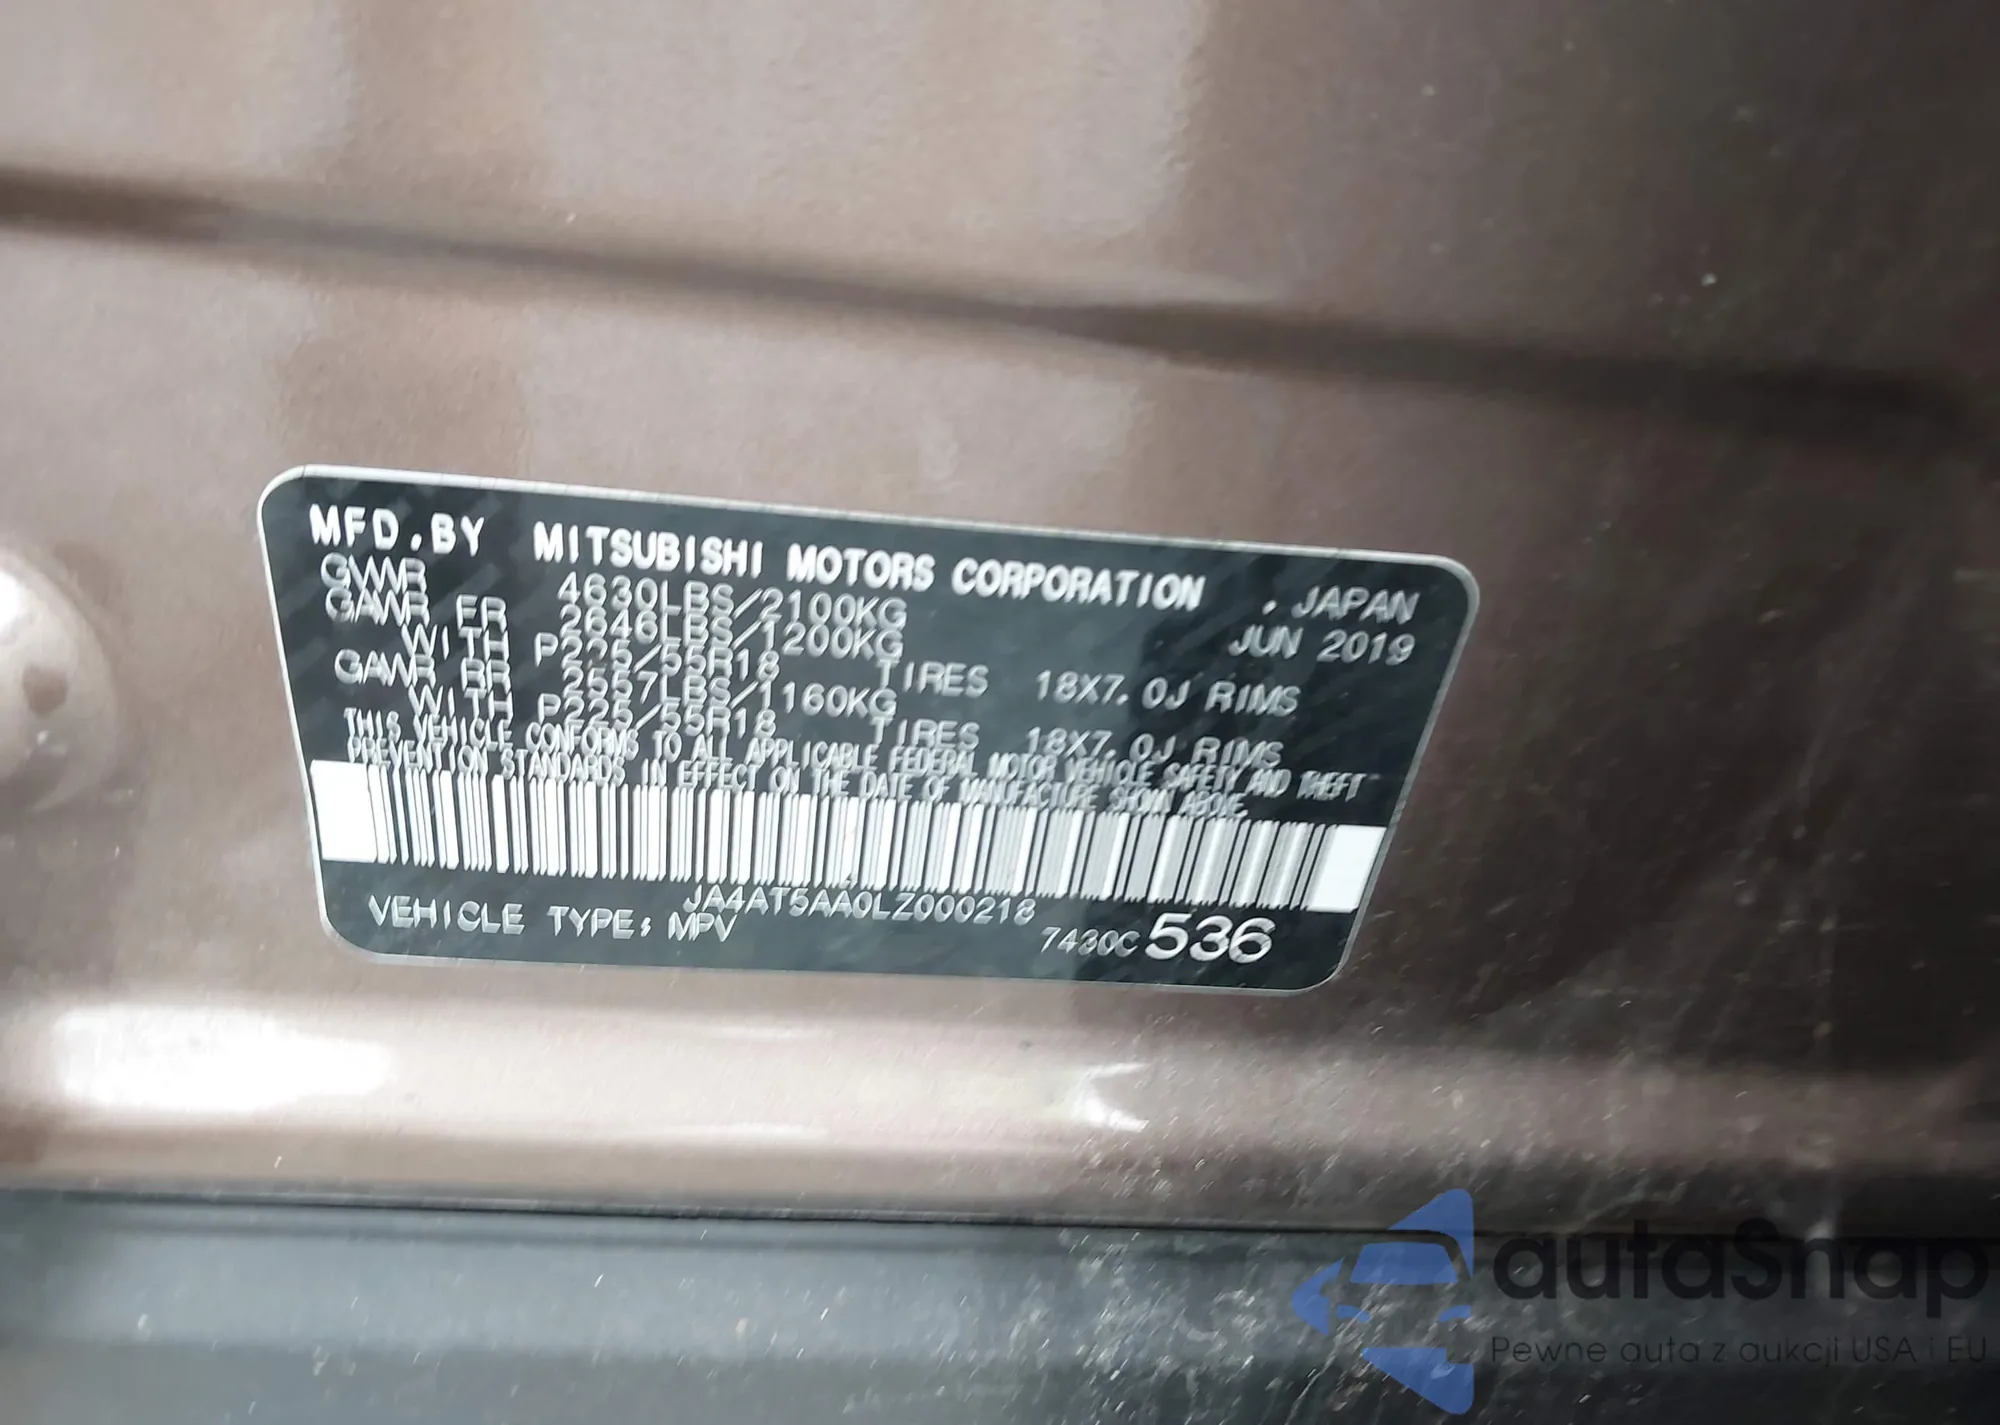 MFD.BY MITSUBISHI MOTORS CORPORATION , JAPAN
GVWR 4630LBS/2100KG JUN 2019
GAWR FR 2646LBS/1200KG
WITH P225/55R18 TIRES 18X7.0J RIMS
GAWR RR 2557LBS/1160KG
WITH P225/55R18 TIRES 18X7.0J RIMS
THIS VEHICLE CONFORMS TO ALL APPLICABLE FEDERAL MOTOR VEHICLE SAFETY AND THEFT
PREVENTION STANDARDS IN EFFECT ON THE DATE OF MANUFACTURE SHOWN ABOVE.
JA4AT5AA0LZ000218
VEHICLE TYPE: MPV 7430C 536
autaSnap
Pewne auta z aukcji USA i EU